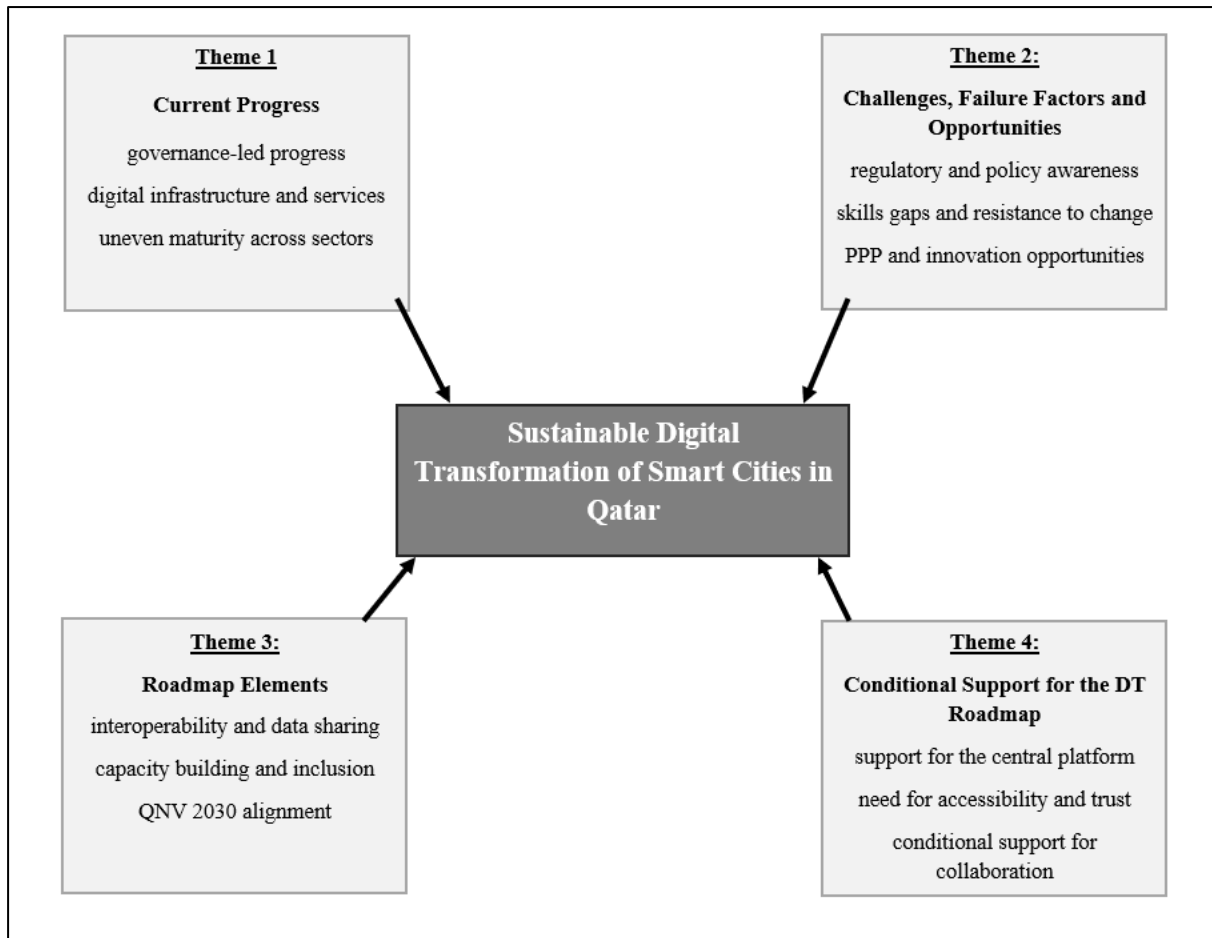 Theme 1
Current Progress
governance-led progress
digital infrastructure and services
uneven maturity across sectors
Theme 2:
Challenges, Failure Factors and
Opportunities
regulatory and policy awareness
skills gaps and resistance to change
PPP and innovation opportunities
Sustainable Digital
Transformation of Smart Cities in
Qatar
Theme 3:
Roadmap Elements
interoperability and data sharing
capacity building and inclusion
QNV 2030 alignment
Theme 4:
Conditional Support for the DT
Roadmap
support for the central platform
need for accessibility and trust
conditional support for
collaboration